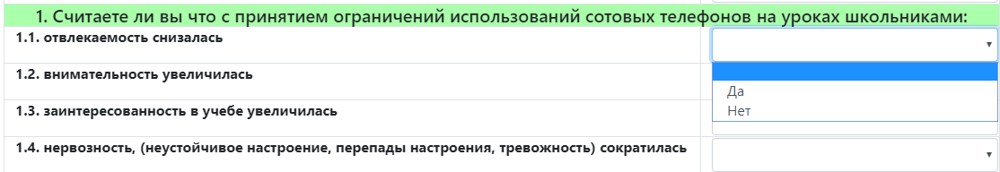 1. Считаете ли вы что с принятием ограничений использований сотовых телефонов на уроках школьниками:
1.1. отвлекаемость снизалась
1.2. внимательность увеличилась
Да
1.3. заинтересованность в учебе увеличилась
Нет
1.4. нервозность, (неустойчивое настроение, перепады настроения, тревожность) сократилась